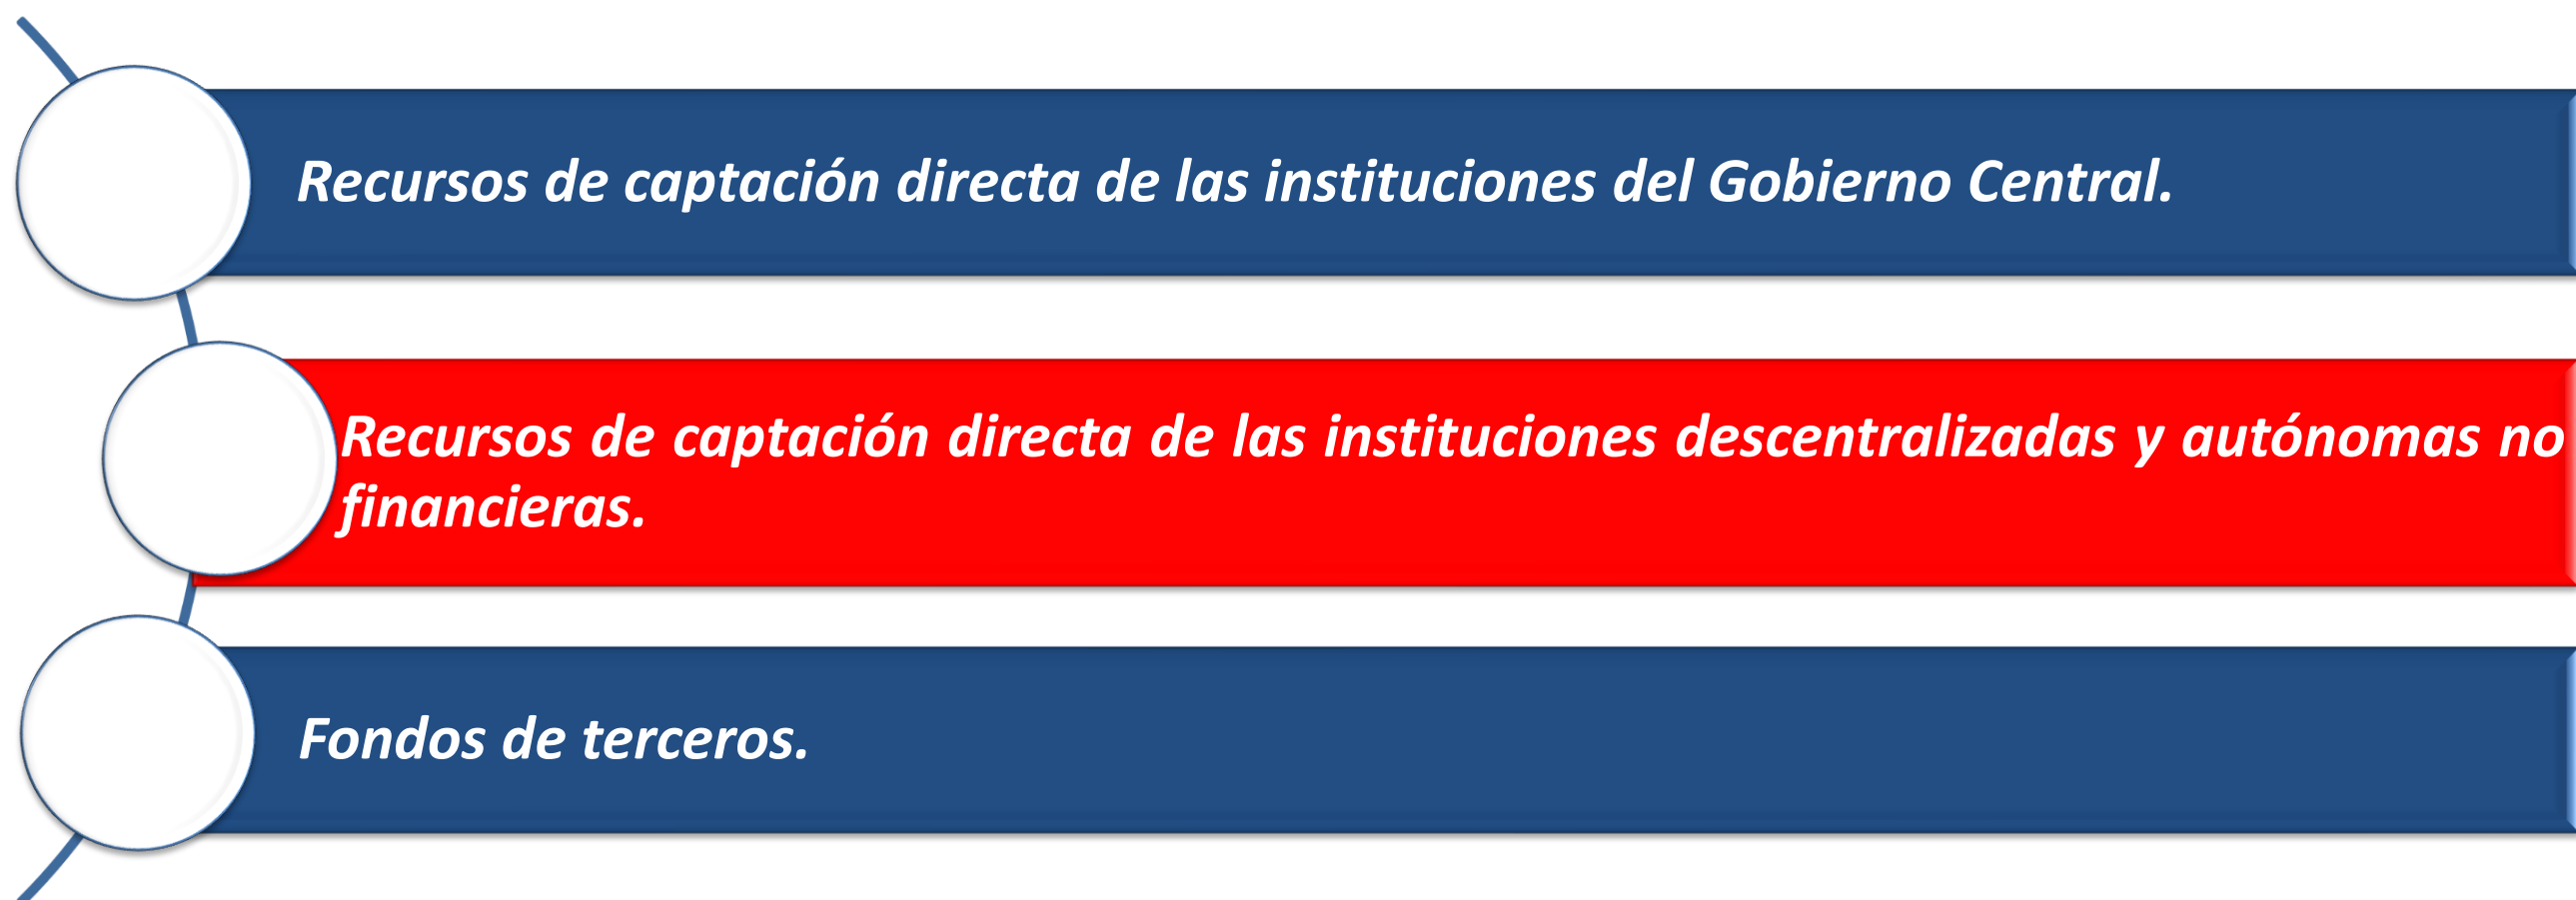 Recursos de captación directa de las instituciones del Gobierno Central.
Recursos de captación directa de las instituciones descentralizadas y autónomas no
financieras.
Fondos de terceros.